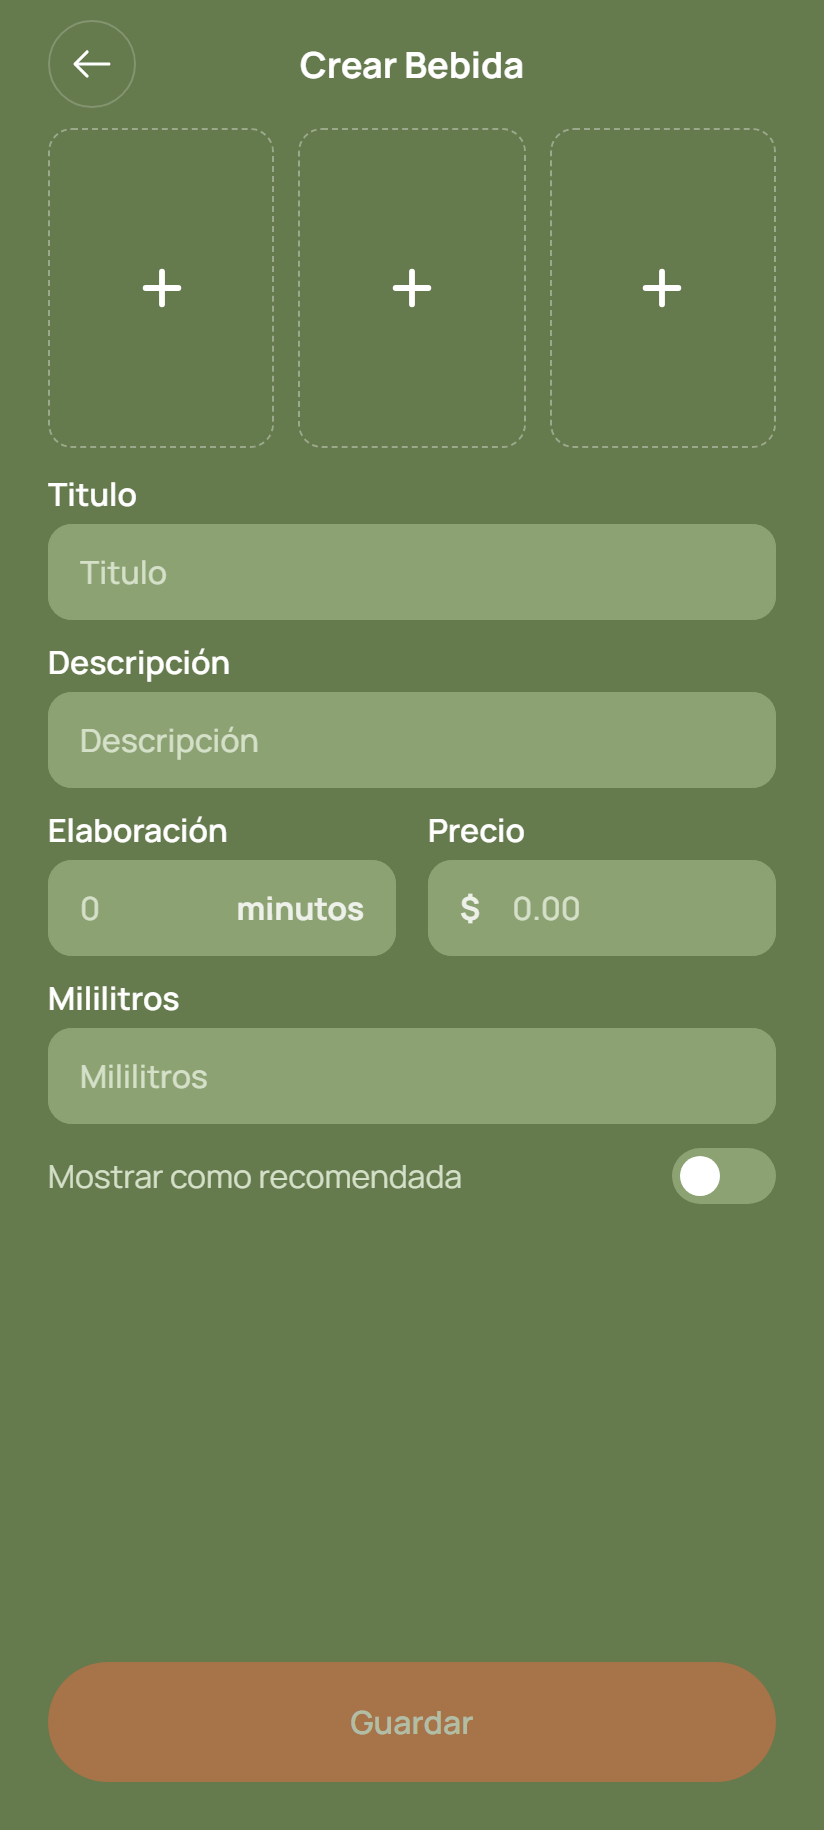 Crear Bebida
Titulo
Titulo
Descripción
Descripción
Elaboración Precio
0 minutos $ 0.00
Mililitros
Mililitros
Mostrar como recomendada
Guardar